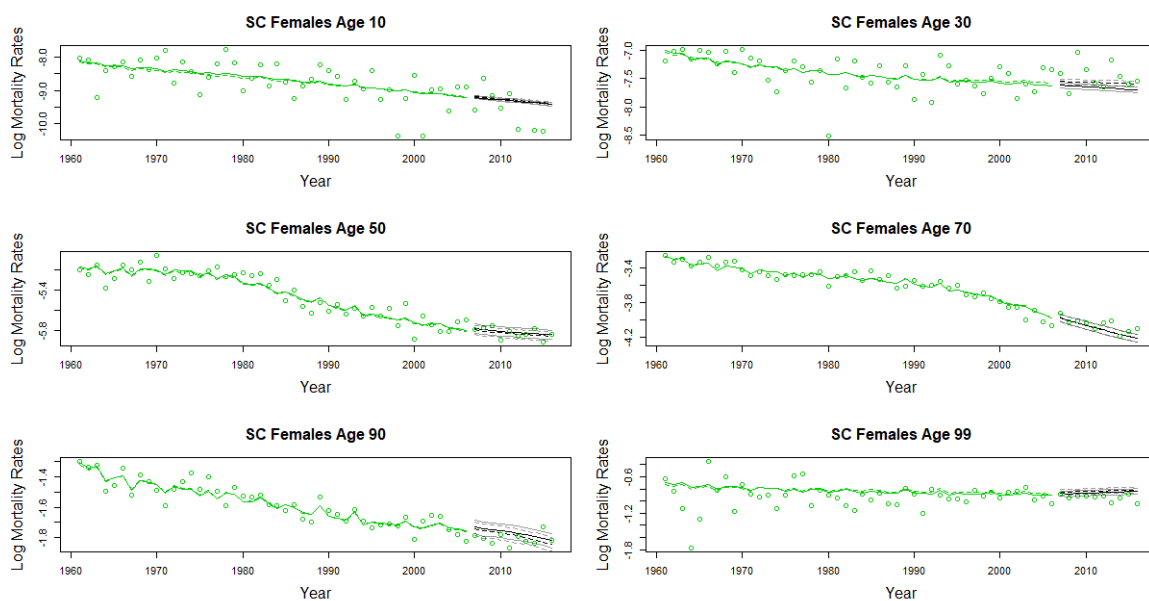 SC Females Age 10
Log Mortality Rates
-8.0
-9.0
-10.0
1960 1970 1980 1990 2000 2010
Year
SC Females Age 30
Log Mortality Rates
-7.0
-7.5
-8.0
-8.5
1960 1970 1980 1990 2000 2010
Year
SC Females Age 50
Log Mortality Rates
-5.4
-5.8
1960 1970 1980 1990 2000 2010
Year
SC Females Age 70
Log Mortality Rates
-3.4
-3.8
-4.2
1960 1970 1980 1990 2000 2010
Year
SC Females Age 90
Log Mortality Rates
-1.4
-1.6
-1.8
1960 1970 1980 1990 2000 2010
Year
SC Females Age 99
Log Mortality Rates
-0.6
-1.2
-1.8
1960 1970 1980 1990 2000 2010
Year